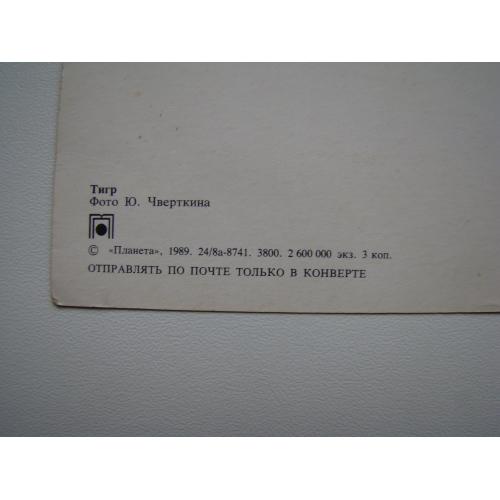 Тигр
Фото Ю. Чверткина
© «Планета», 1989. 24/8а-8741. 3800. 2 600 000 экз. 3 коп.
ОТПРАВЛЯТЬ ПО ПОЧТЕ ТОЛЬКО В КОНВЕРТЕ